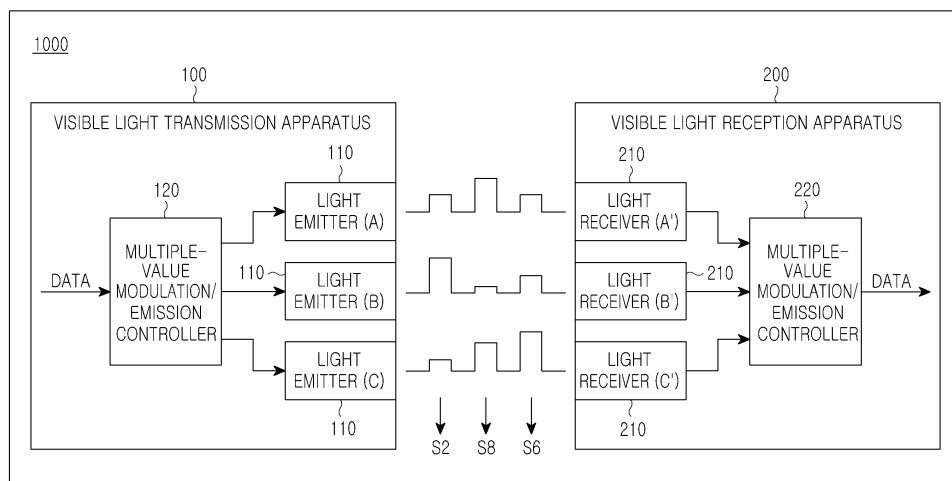 1000
100
VISIBLE LIGHT TRANSMISSION APPARATUS
120
MULTIPLE-
VALUE
MODULATION/
EMISSION
CONTROLLER
DATA
110
LIGHT
EMITTER (A)
110
LIGHT
EMITTER (B)
LIGHT
EMITTER (C)
110
S2
S8
S6
200
VISIBLE LIGHT RECEPTION APPARATUS
210
LIGHT
RECEIVER (A')
210
LIGHT
RECEIVER (B')
LIGHT
RECEIVER (C')
210
220
MULTIPLE-
VALUE
MODULATION/
EMISSION
CONTROLLER
DATA